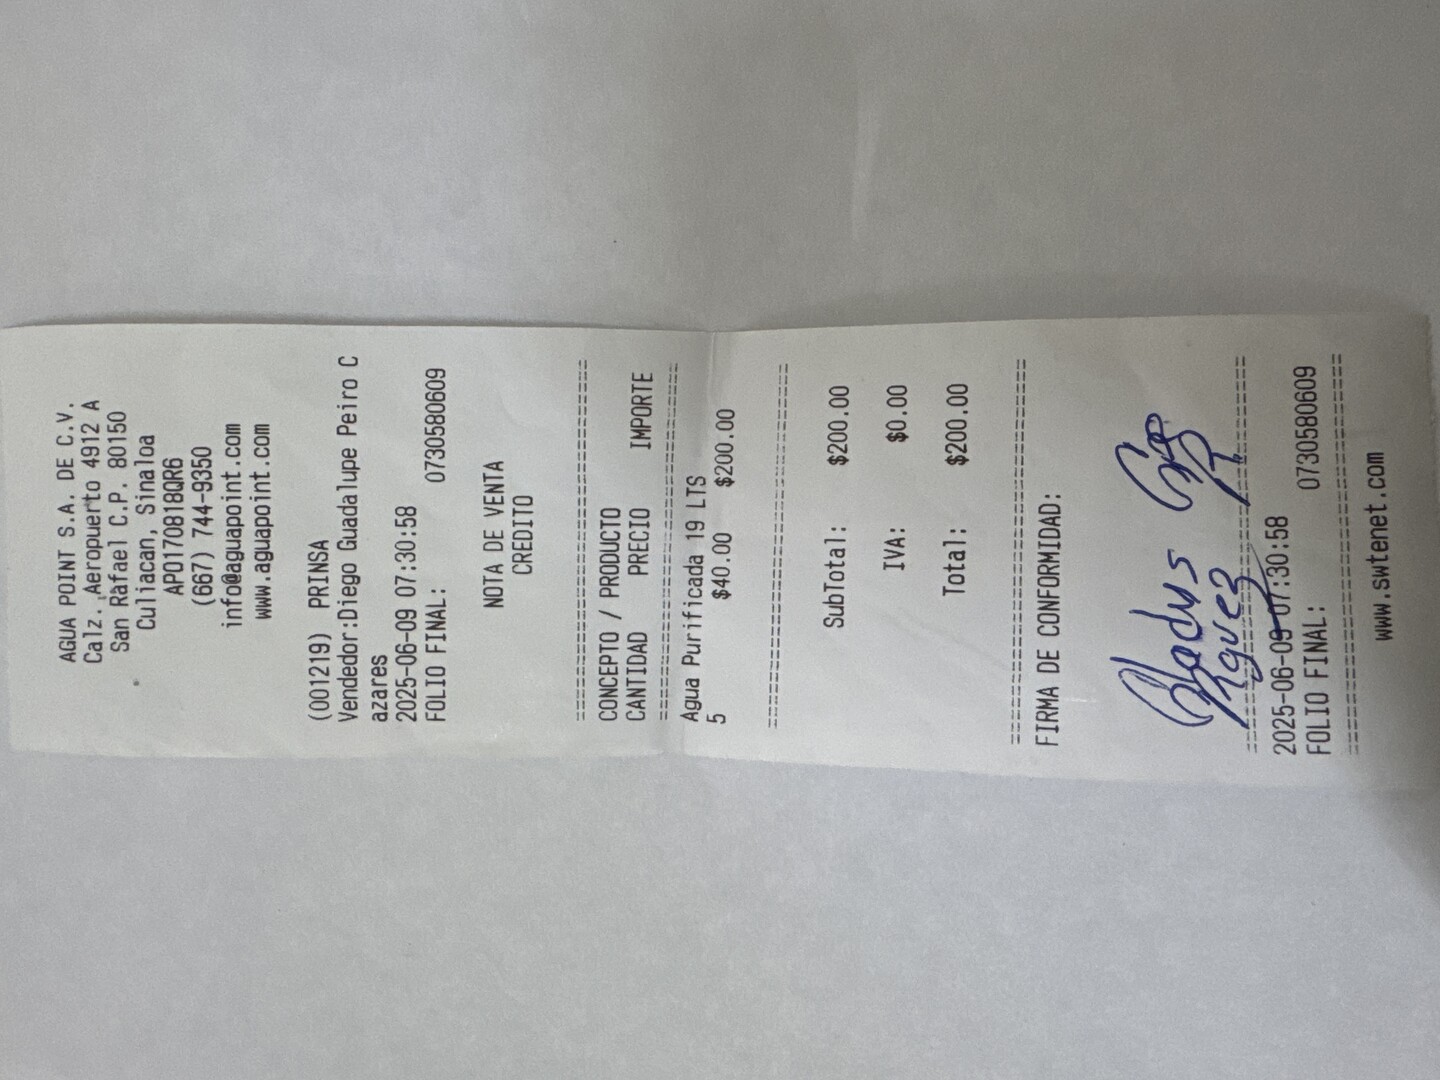 AGUA POINT S.A. DE C.V.
Calz. Aeropuerto 4912 A
San Rafael C.P. 80150
Culiacan, Sinaloa
APO170818QR6
(667) 744-9350
info@aguapoint.com
www.aguapoint.com
(001219) PRINSA
Vendedor:Diego Guadalupe Peiro C
azares
2025-06-09 07:30:58
FOLIO FINAL: 0730580609
NOTA DE VENTA
CREDITO
================================
CONCEPTO / PRODUCTO
CANTIDAD PRECIO IMPORTE
================================
Agua Purificada 19 LTS
5 $40.00 $200.00
--------------------------------
SubTotal: $200.00
IVA: $0.00
Total: $200.00
================================
FIRMA DE CONFORMIDAD:
Gladys
================================
2025-06-09 07:30:58
FOLIO FINAL: 0730580609
================================
www.swtenet.com